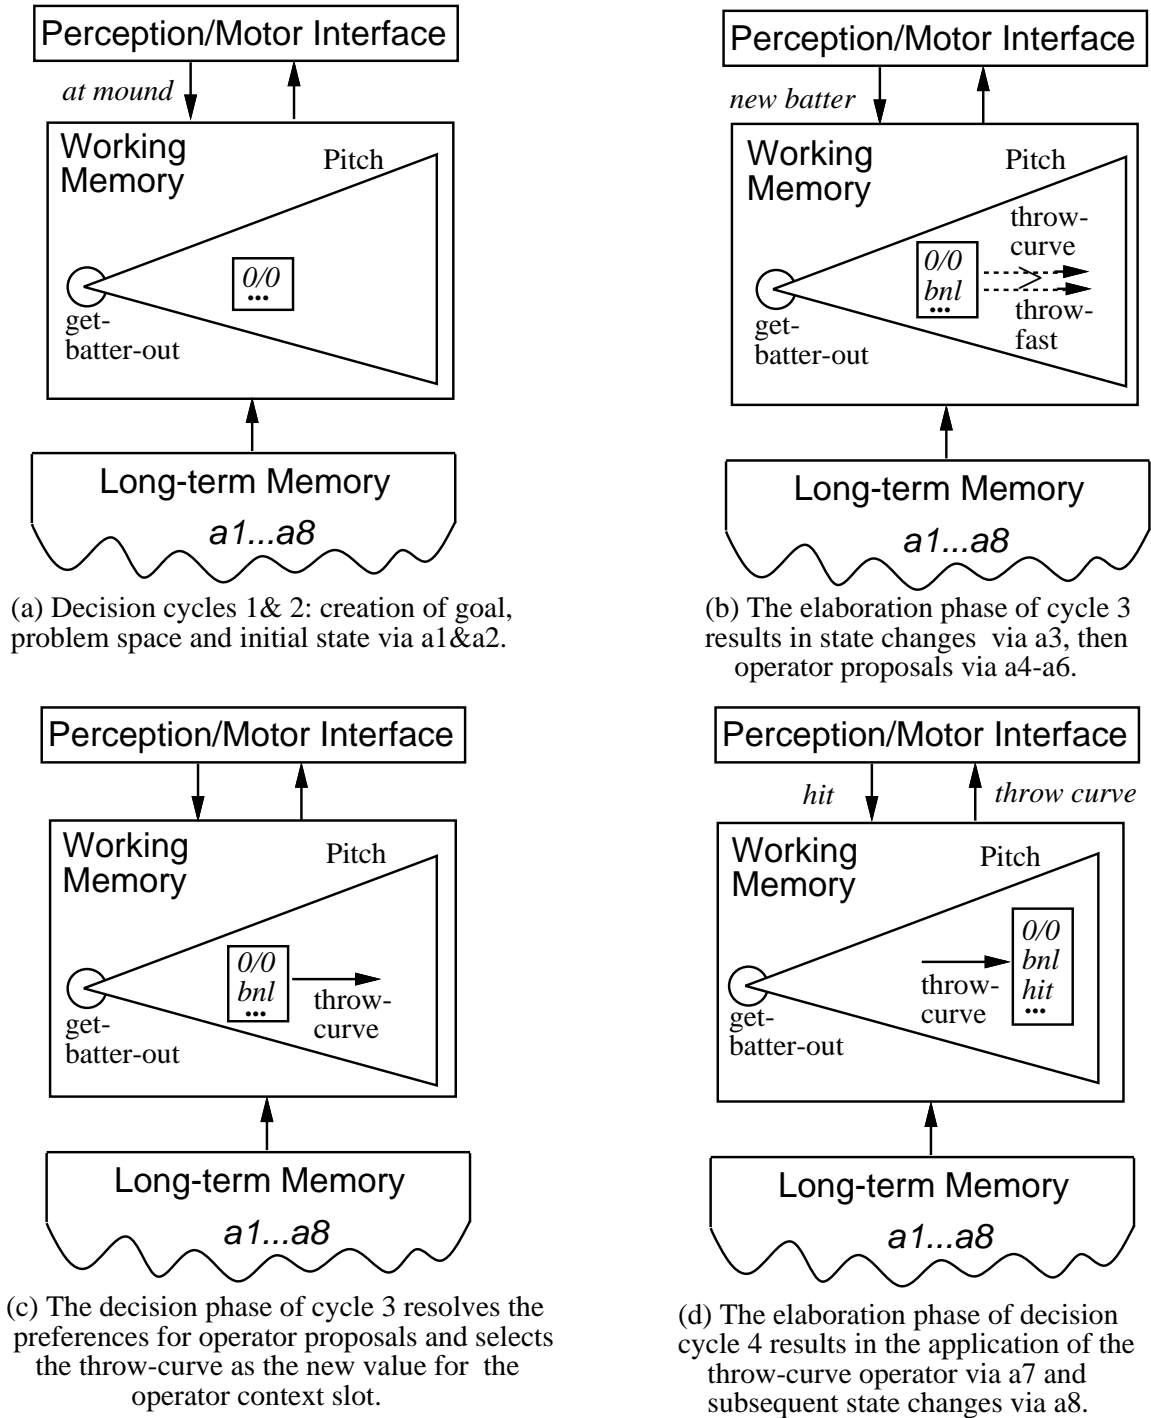 Perception/Motor Interface
at mound
Working
Memory
Pitch
0/0
...
get-
batter-out
Long-term Memory
a1...a8
(a) Decision cycles 1& 2: creation of goal,
problem space and initial state via a1&a2.
Perception/Motor Interface
new batter
Working
Memory
Pitch
throw-
curve
0/0
bnl
...
>
throw-
fast
get-
batter-out
Long-term Memory
a1...a8
(b) The elaboration phase of cycle 3
results in state changes via a3, then
operator proposals via a4-a6.
Perception/Motor Interface
Working
Memory
Pitch
0/0
bnl
...
throw-
curve
get-
batter-out
Long-term Memory
a1...a8
(c) The decision phase of cycle 3 resolves the
preferences for operator proposals and selects
the throw-curve as the new value for the
operator context slot.
Perception/Motor Interface
hit
throw curve
Working
Memory
Pitch
0/0
bnl
hit
...
throw-
curve
get-
batter-out
Long-term Memory
a1...a8
(d) The elaboration phase of decision
cycle 4 results in the application of the
throw-curve operator via a7 and
subsequent state changes via a8.